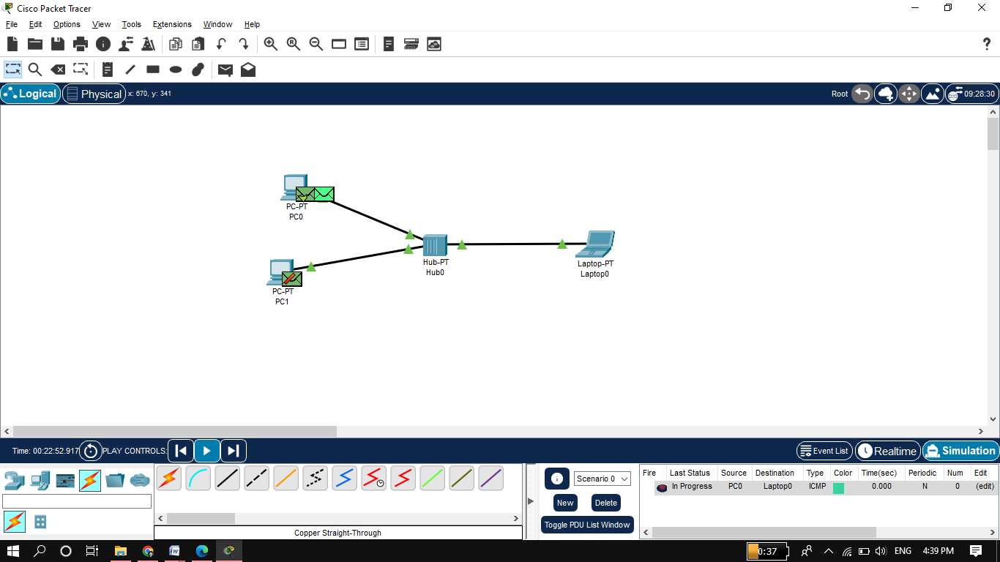 Cisco Packet Tracer
File Edit Options View Tools Extensions Window Help
Logical Physical x: 670, y: 341 Root 09:28:30
PC-PT
PC0
Hub-PT
Hub0
Laptop-PT
Laptop0
PC-PT
PC1
Time: 00:22:52.917 PLAY CONTROLS: Event List Realtime Simulation
Scenario 0
New Delete
Toggle PDU List Window
Fire Last Status Source Destination Type Color Time(sec) Periodic Num Edit
In Progress PC0 Laptop0 ICMP 0.000 N 0 (edit)
Copper Straight-Through
0:37 ENG 4:39 PM